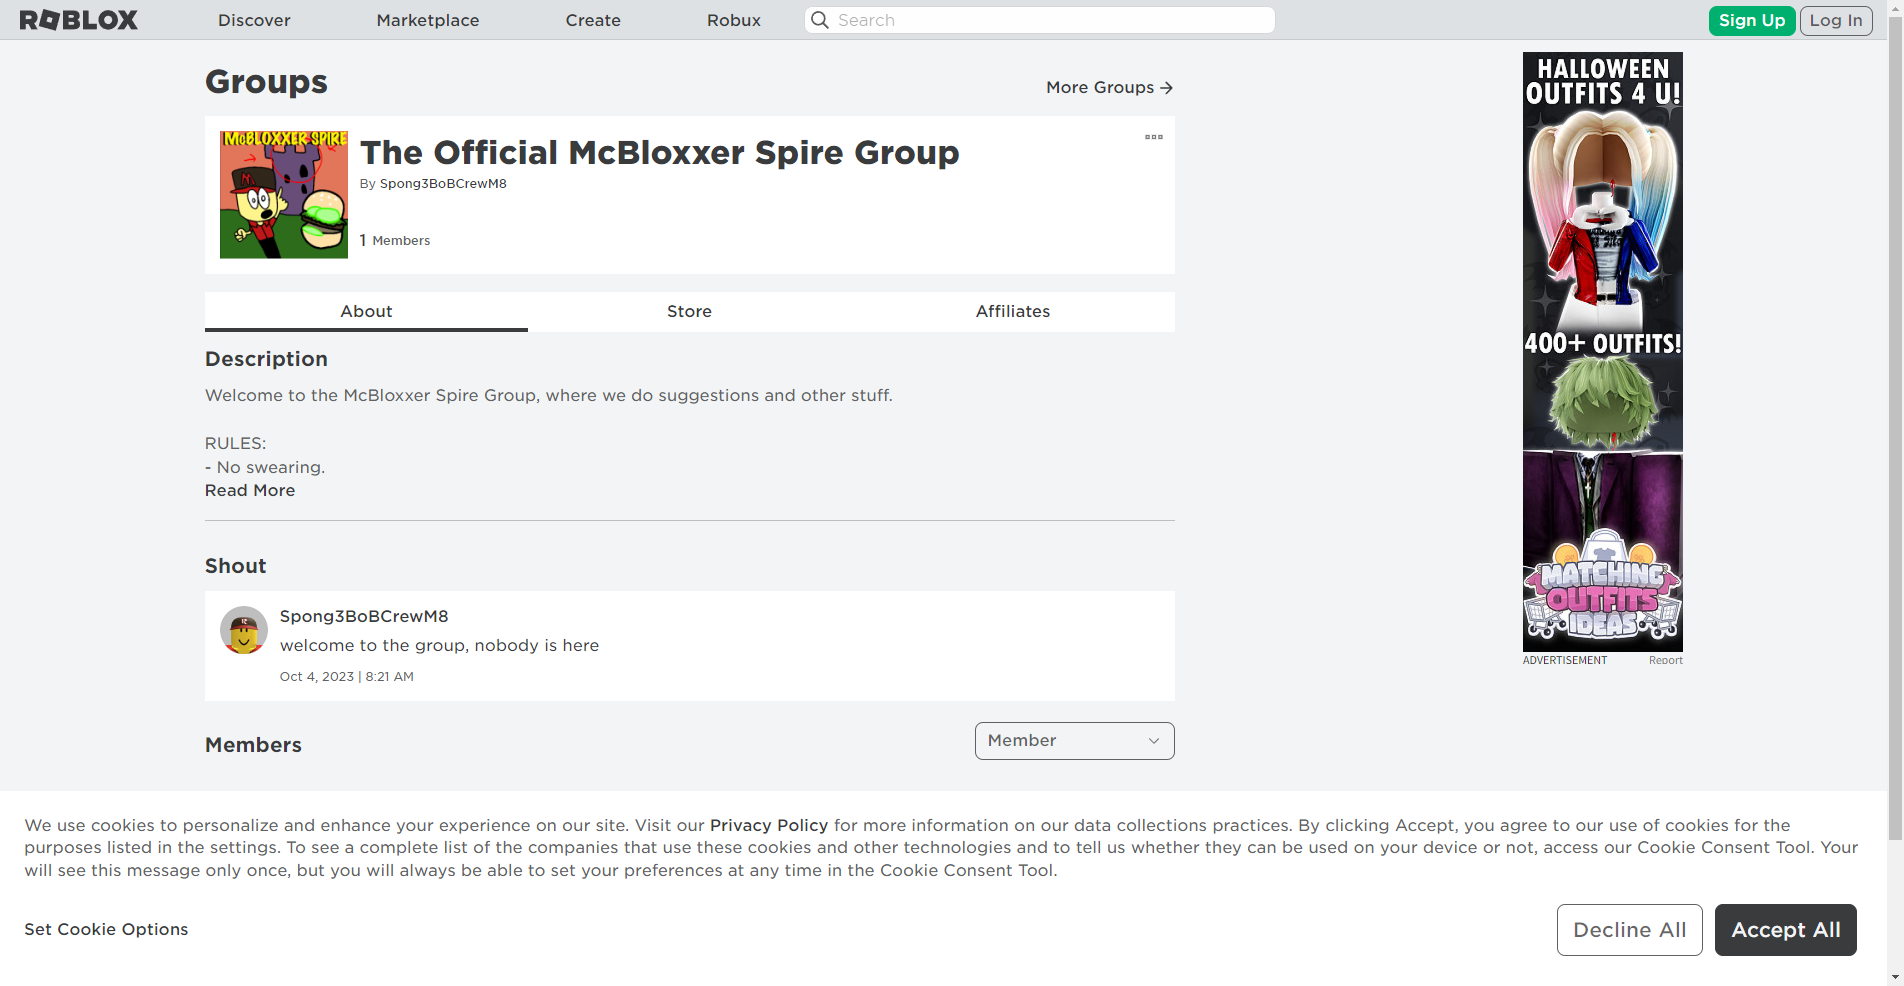 ROBLOX
Discover
Marketplace
Create
Robux
Search
Sign Up
Log In
Groups
More Groups
McBLOXXER SPIRE
The Official McBloxxer Spire Group
By Spong3BoBCrewM8
1 Members
About
Store
Affiliates
Description
Welcome to the McBloxxer Spire Group, where we do suggestions and other stuff.
RULES:
- No swearing.
Read More
Shout
Spong3BoBCrewM8
welcome to the group, nobody is here
Oct 4, 2023 | 8:21 AM
Members
Member
HALLOWEEN
OUTFITS 4 U!
400+ OUTFITS!
MATCHING
OUTFITS
IDEAS
ADVERTISEMENT
Report
We use cookies to personalize and enhance your experience on our site. Visit our Privacy Policy for more information on our data collections practices. By clicking Accept, you agree to our use of cookies for the
purposes listed in the settings. To see a complete list of the companies that use these cookies and other technologies and to tell us whether they can be used on your device or not, access our Cookie Consent Tool. Your
will see this message only once, but you will always be able to set your preferences at any time in the Cookie Consent Tool.
Set Cookie Options
Decline All
Accept All